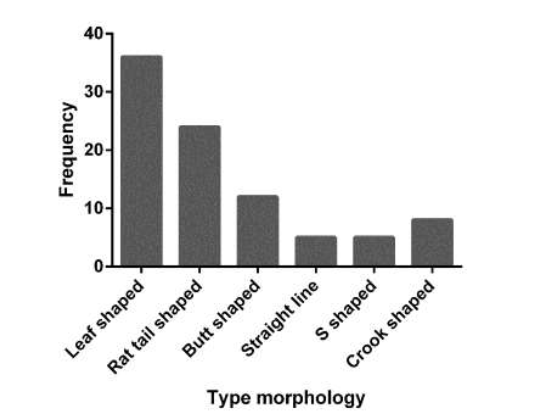 Frequency
40
30
20
10
0
Leaf shaped
Rat tail shaped
Butt shaped
Straight line
S shaped
Crook shaped
Type morphology